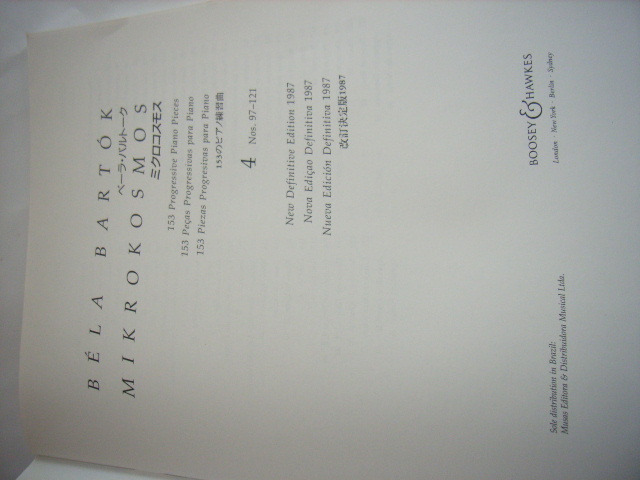 BÉLA BARTÓK
ベーラ・バルトーク
MIKROKOSMOS
ミクロコスモス
153 Progressive Piano Pieces
153 Peças Progressivas para Piano
153 Piezas Progresivas para Piano
153のピアノ練習曲
4 Nos. 97–121
New Definitive Edition 1987
Nova Ediçao Definitiva 1987
Nueva Edición Definitiva 1987
改訂決定版1987
BOOSEY & HAWKES
London · New York · Berlin · Sydney
Sole distribution in Brazil:
Musas Editora & Distribuidora Musical Ltda.